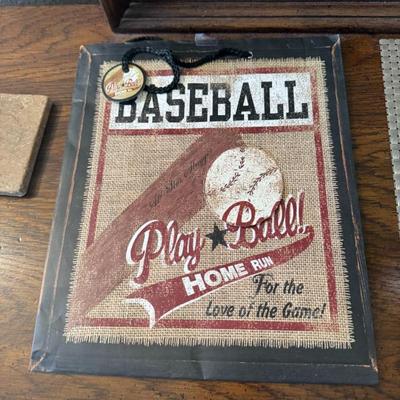 BASEBALL
Play Ball!
HOME RUN
For the
Love of the Game!